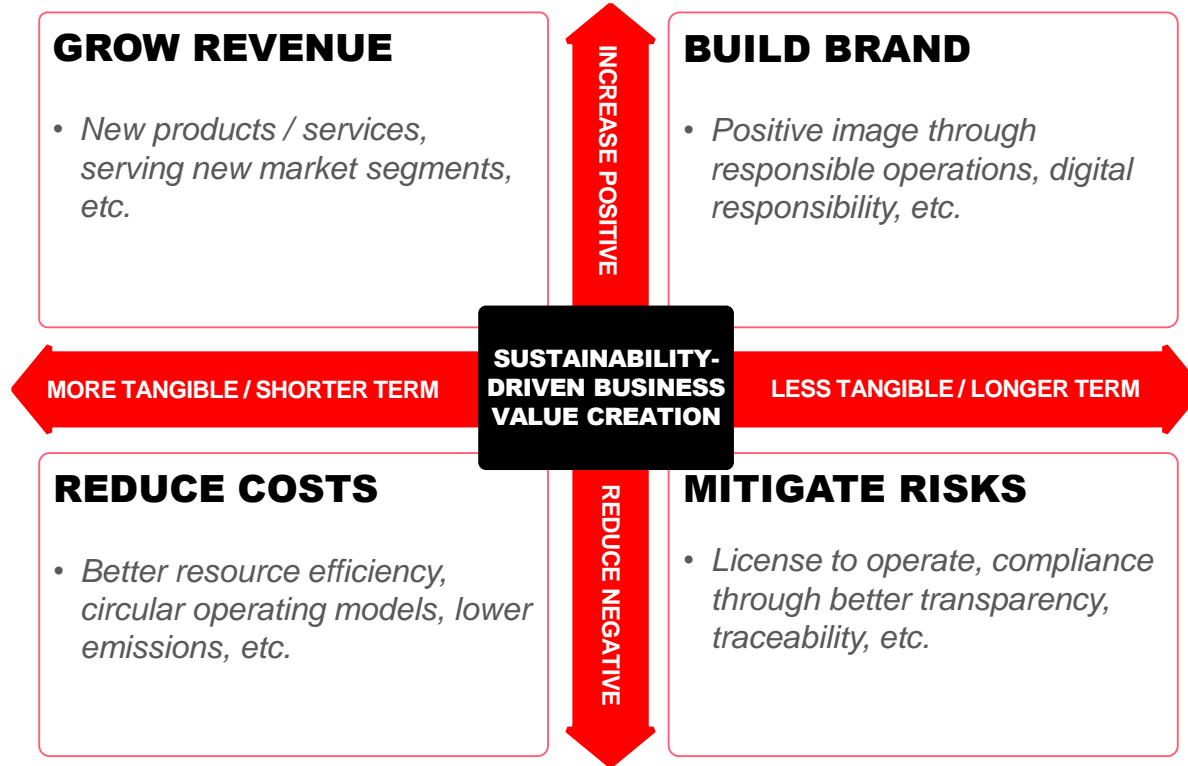 GROW REVENUE
• New products / services,
serving new market segments,
etc.
INCREASE POSITIVE
BUILD BRAND
• Positive image through
responsible operations, digital
responsibility, etc.
MORE TANGIBLE / SHORTER TERM
SUSTAINABILITY-
DRIVEN BUSINESS
VALUE CREATION
LESS TANGIBLE / LONGER TERM
REDUCE COSTS
• Better resource efficiency,
circular operating models, lower
emissions, etc.
REDUCE NEGATIVE
MITIGATE RISKS
• License to operate, compliance
through better transparency,
traceability, etc.